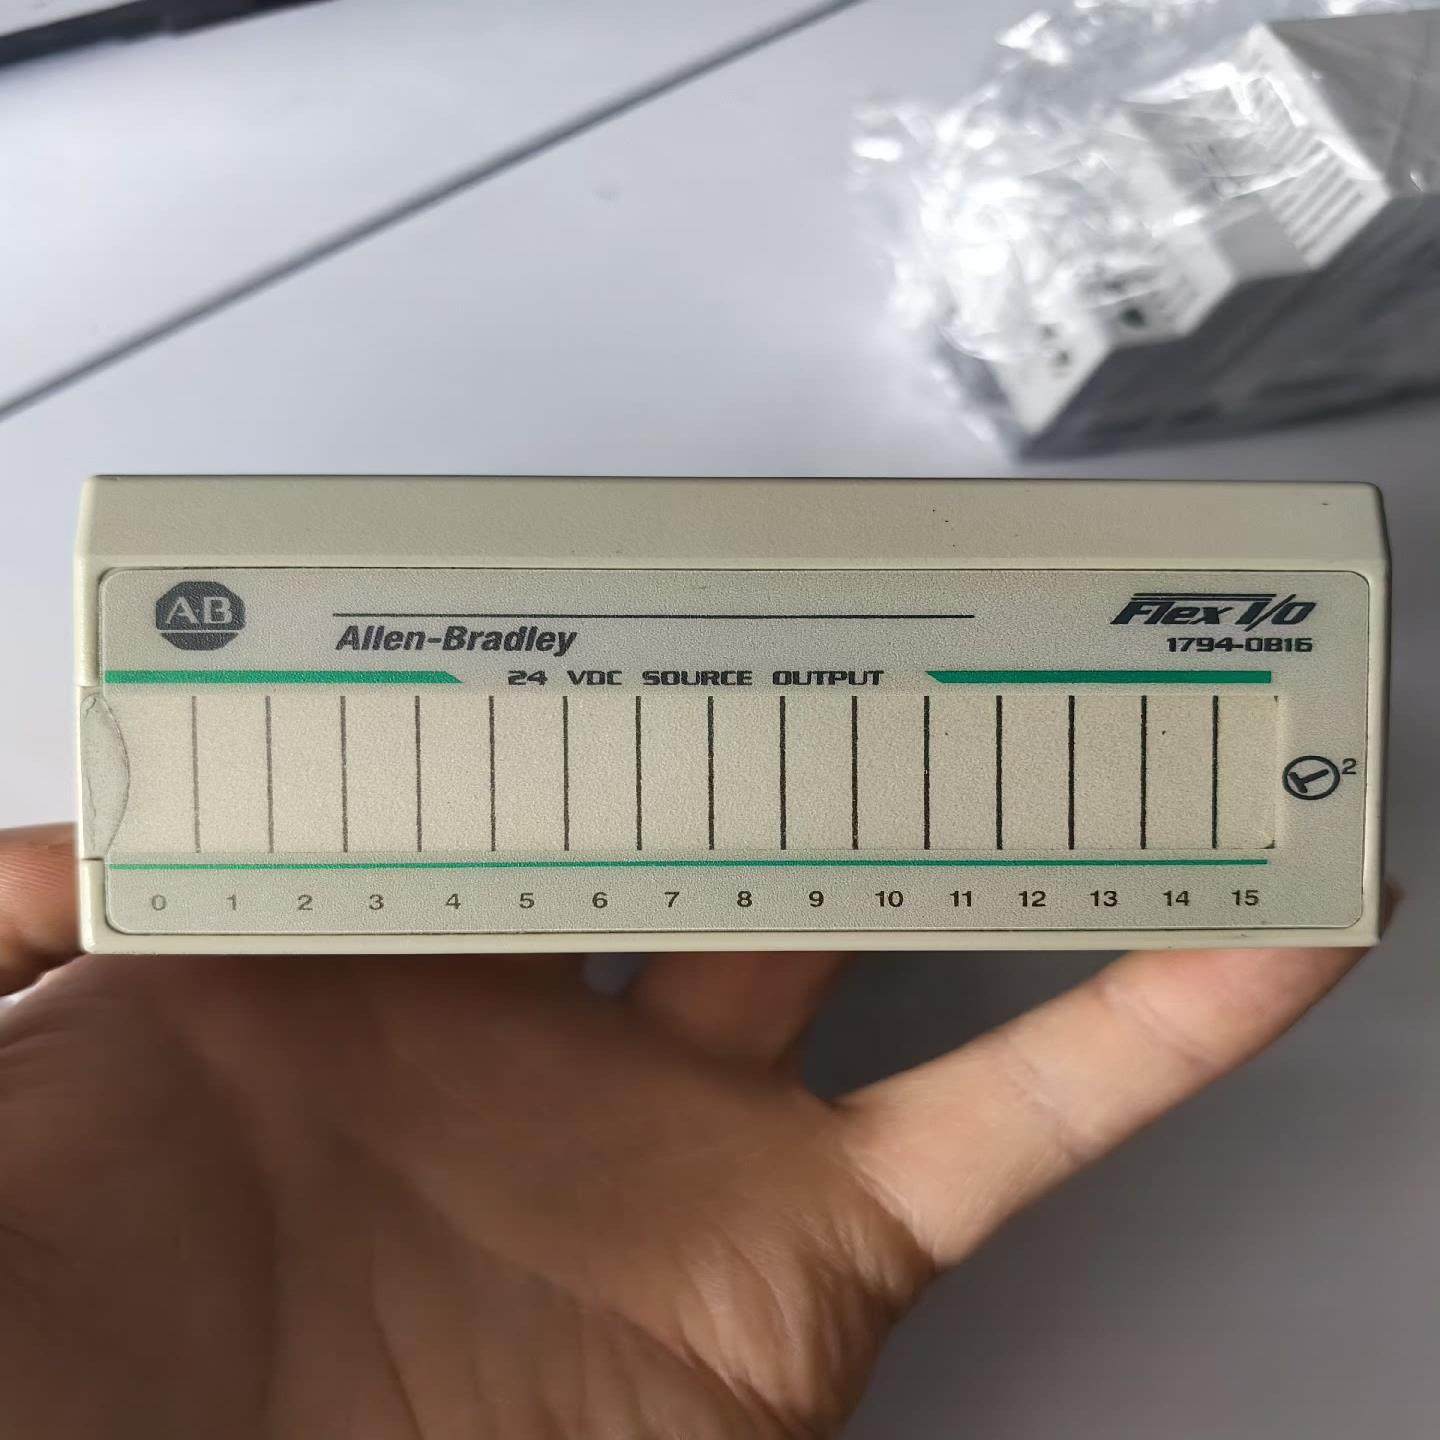 AB
Allen-Bradley
Flex I/O
1794-OB16
24 VDC SOURCE OUTPUT
2
0 1 2 3 4 5 6 7 8 9 10 11 12 13 14 15